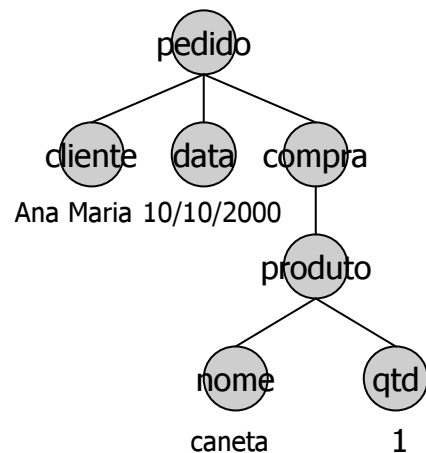 pedido
cliente data compra
Ana Maria 10/10/2000
produto
nome qtd
caneta 1